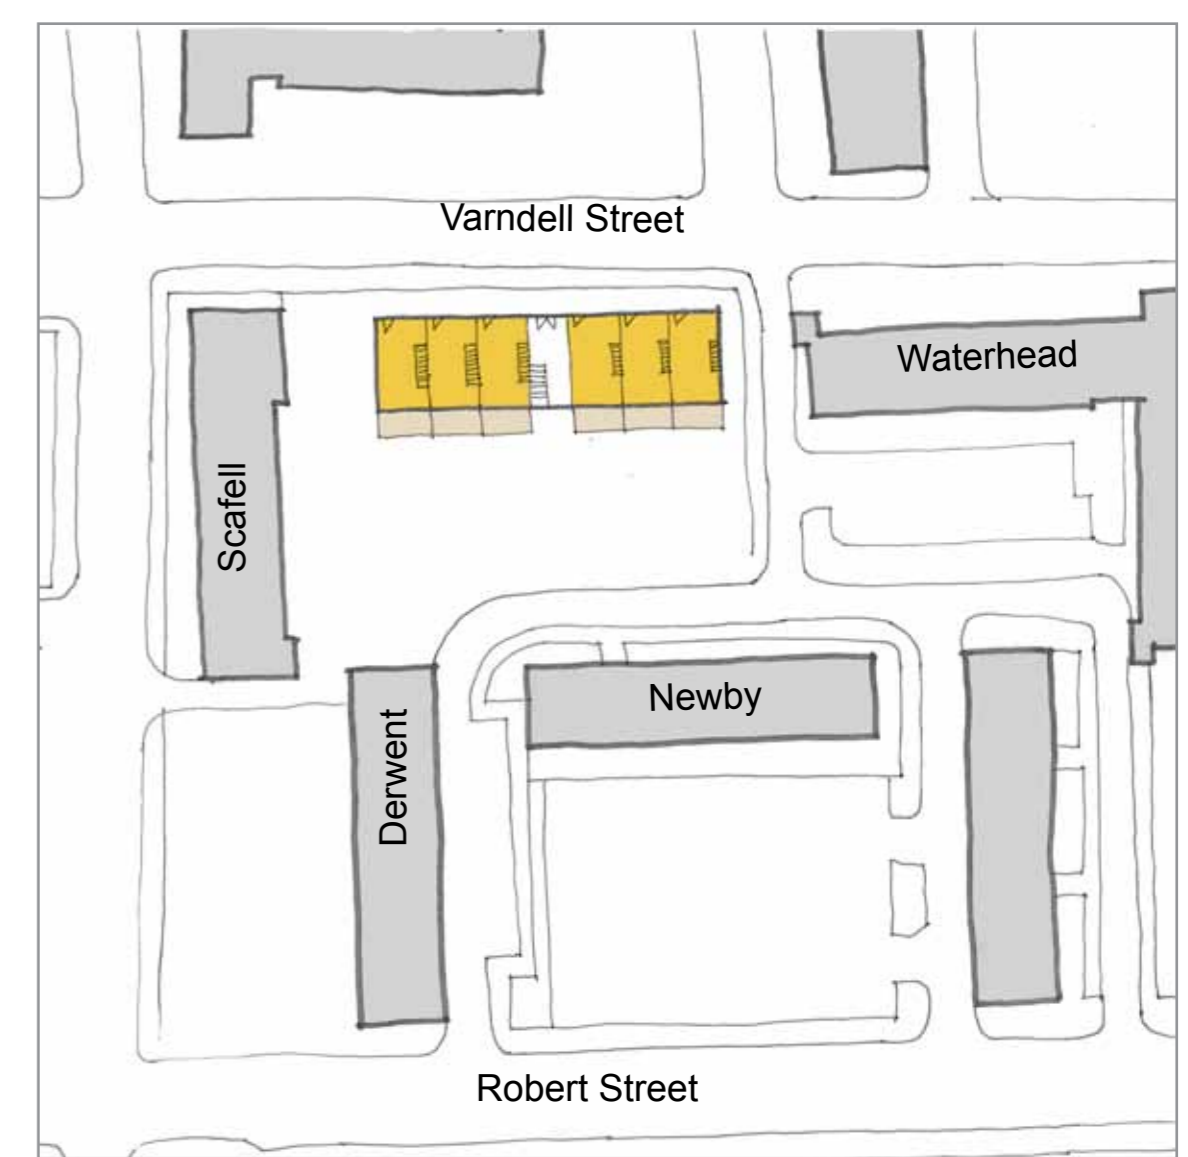 Varndell Street
Waterhead
Scafell
Newby
Derwent
Robert Street